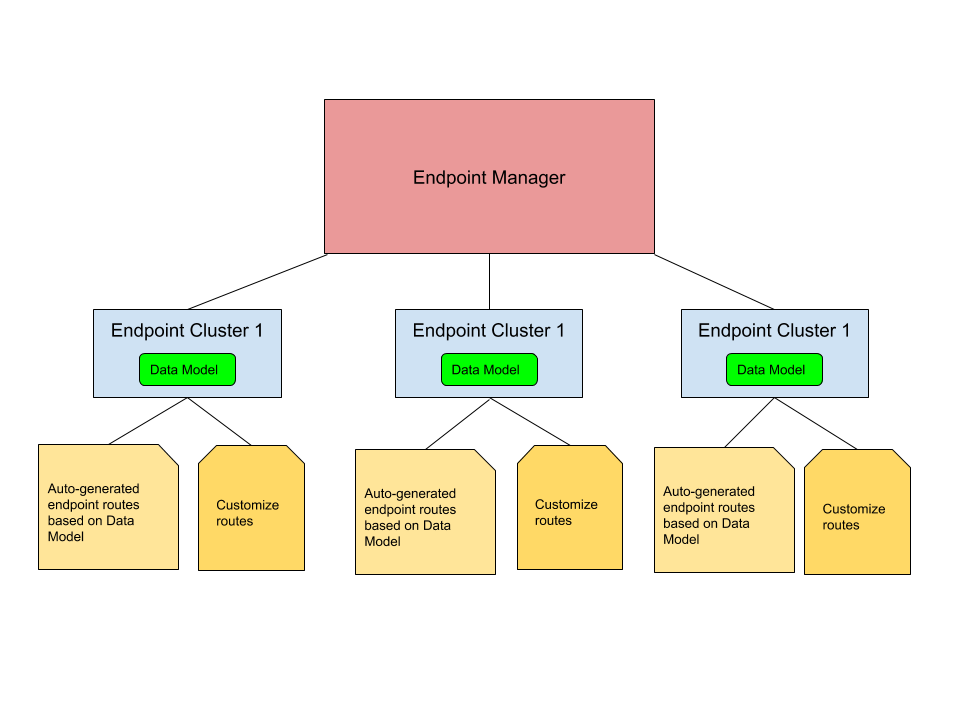 Endpoint Manager
Endpoint Cluster 1
Data Model
Endpoint Cluster 1
Data Model
Endpoint Cluster 1
Data Model
Auto-generated
endpoint routes
based on Data
Model
Customize
routes
Auto-generated
endpoint routes
based on Data
Model
Customize
routes
Auto-generated
endpoint routes
based on Data
Model
Customize
routes